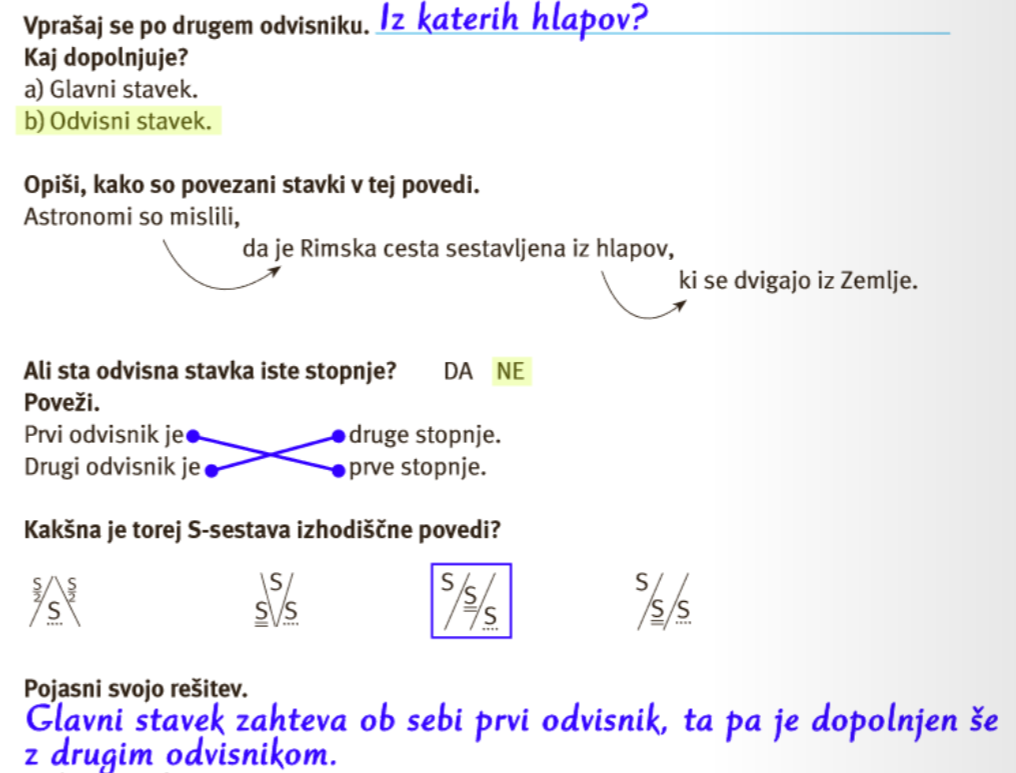 Vprašaj se po drugem odvisniku. Iz katerih hlapov?
Kaj dopolnjuje?
a) Glavni stavek.
b) Odvisni stavek.
Opiši, kako so povezani stavki v tej povedi.
Astronomi so mislili,
da je Rimska cesta sestavljena iz hlapov,
ki se dvigajo iz Zemlje.
Ali sta odvisna stavka iste stopnje? DA NE
Poveži.
Prvi odvisnik je druge stopnje.
Drugi odvisnik je prve stopnje.
Kakšna je torej S-sestava izhodiščne povedi?
S/\S S S
S S/S S/S S/S
Pojasni svojo rešitev.
Glavni stavek zahteva ob sebi prvi odvisnik, ta pa je dopolnjen še
z drugim odvisnikom.